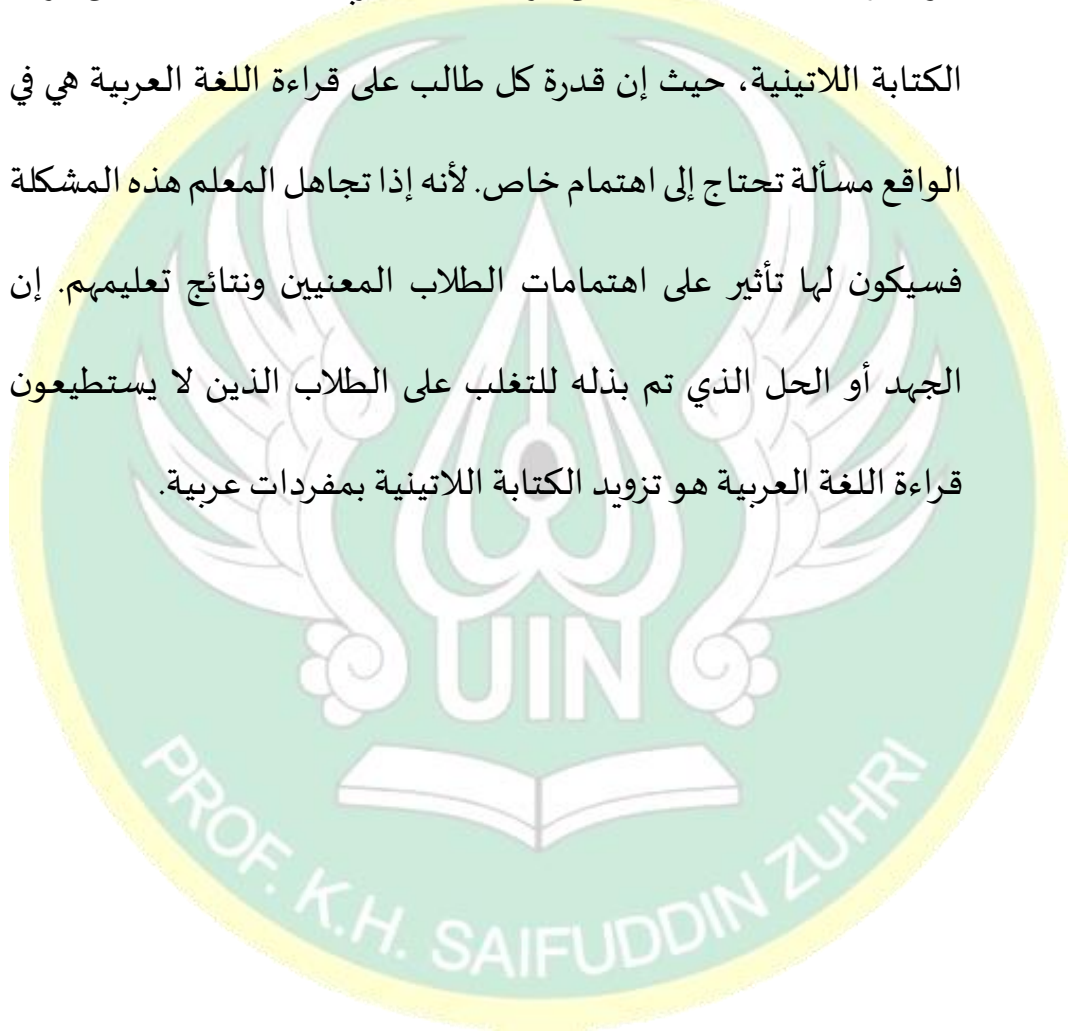 الكتابة اللاتينية، حيث إن قدرة كل طالب على قراءة اللغة العربية هي في
الواقع مسألة تحتاج إلى اهتمام خاص. لأنه إذا تجاهل المعلم هذه المشكلة
فسيكون لها تأثير على اهتمامات الطلاب المعنيين ونتائج تعليمهم. إن
الجهد أو الحل الذي تم بذله للتغلب على الطلاب الذين لا يستطيعون
قراءة اللغة العربية هو تزويد الكتابة اللاتينية بمفردات عربية.
UIN
PROF. K.H. SAIFUDDIN ZUHRI